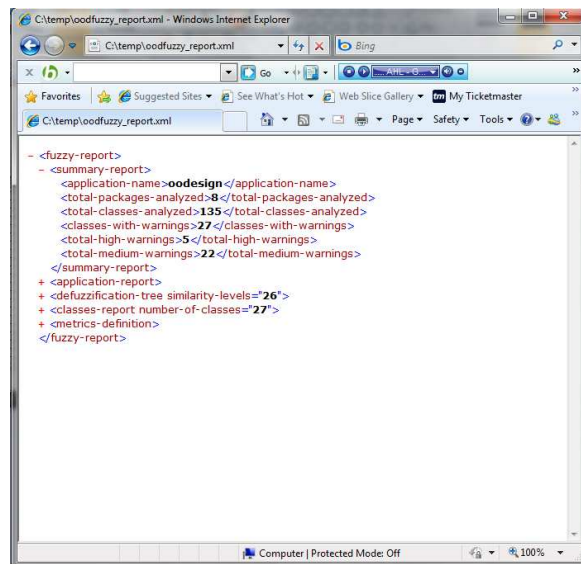 C:\temp\oodfuzzy_report.xml - Windows Internet Explorer
C:\temp\oodfuzzy_report.xml Bing
x Go AHL - G...
Favorites Suggested Sites See What's Hot Web Slice Gallery My Ticketmaster
C:\temp\oodfuzzy_report.xml Page Safety Tools
- <fuzzy-report>
- <summary-report>
<application-name>oodesign</application-name>
<total-packages-analyzed>8</total-packages-analyzed>
<total-classes-analyzed>135</total-classes-analyzed>
<classes-with-warnings>27</classes-with-warnings>
<total-high-warnings>5</total-high-warnings>
<total-medium-warnings>22</total-medium-warnings>
</summary-report>
+ <application-report>
+ <defuzzification-tree similarity-levels="26">
+ <classes-report number-of-classes="27">
+ <metrics-definition>
</fuzzy-report>
Computer | Protected Mode: Off 100%